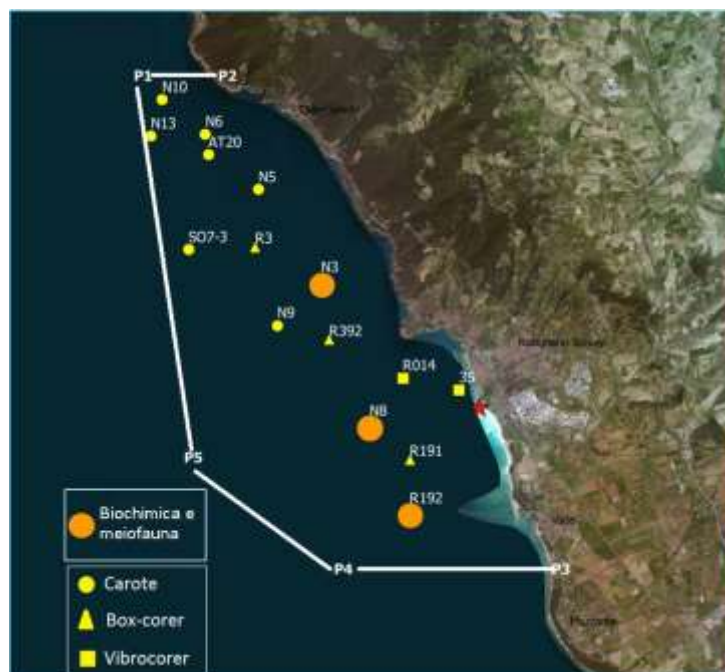 P1 P2
N10
N13 N6
AT20
N5
SO7-3 R3
N3
N9
R392
R014 35
N8
R191
R192
P5
P4 P3
Vada
Biochimica e
meiofauna
Carote
Box-corer
Vibrocorer